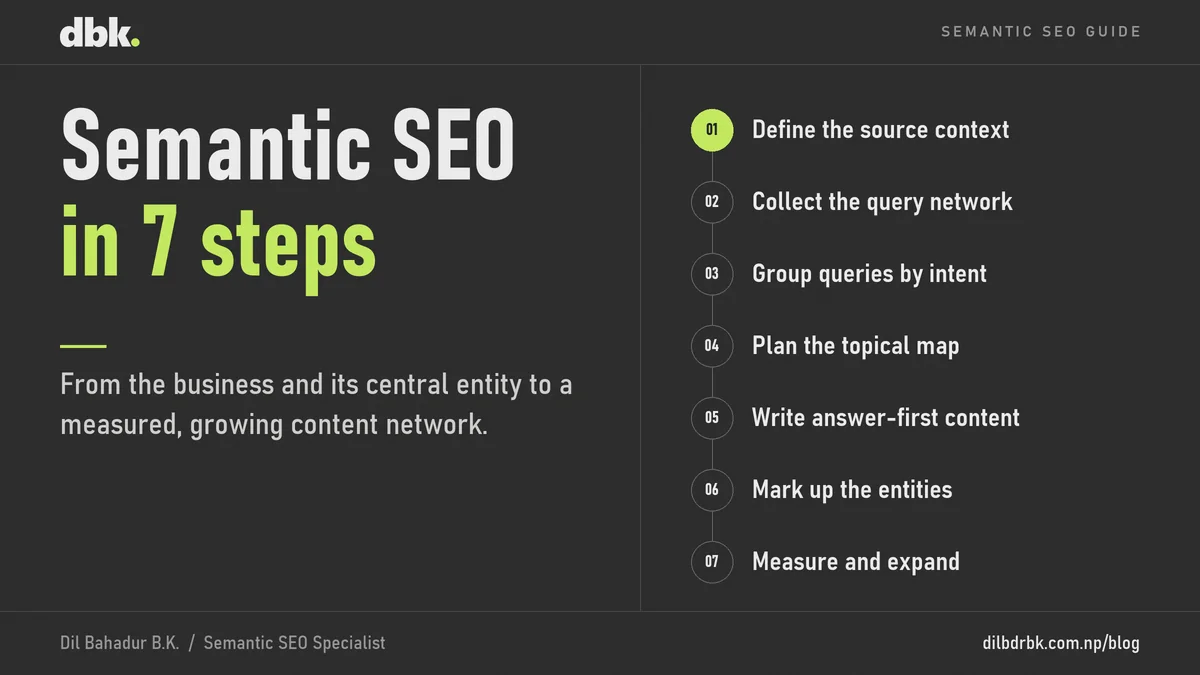 dbk.
SEMANTIC SEO GUIDE
Semantic SEO
in 7 steps
From the business and its central entity to a
measured, growing content network.
01 Define the source context
02 Collect the query network
03 Group queries by intent
04 Plan the topical map
05 Write answer-first content
06 Mark up the entities
07 Measure and expand
Dil Bahadur B.K. / Semantic SEO Specialist
dilbdrbk.com.np/blog